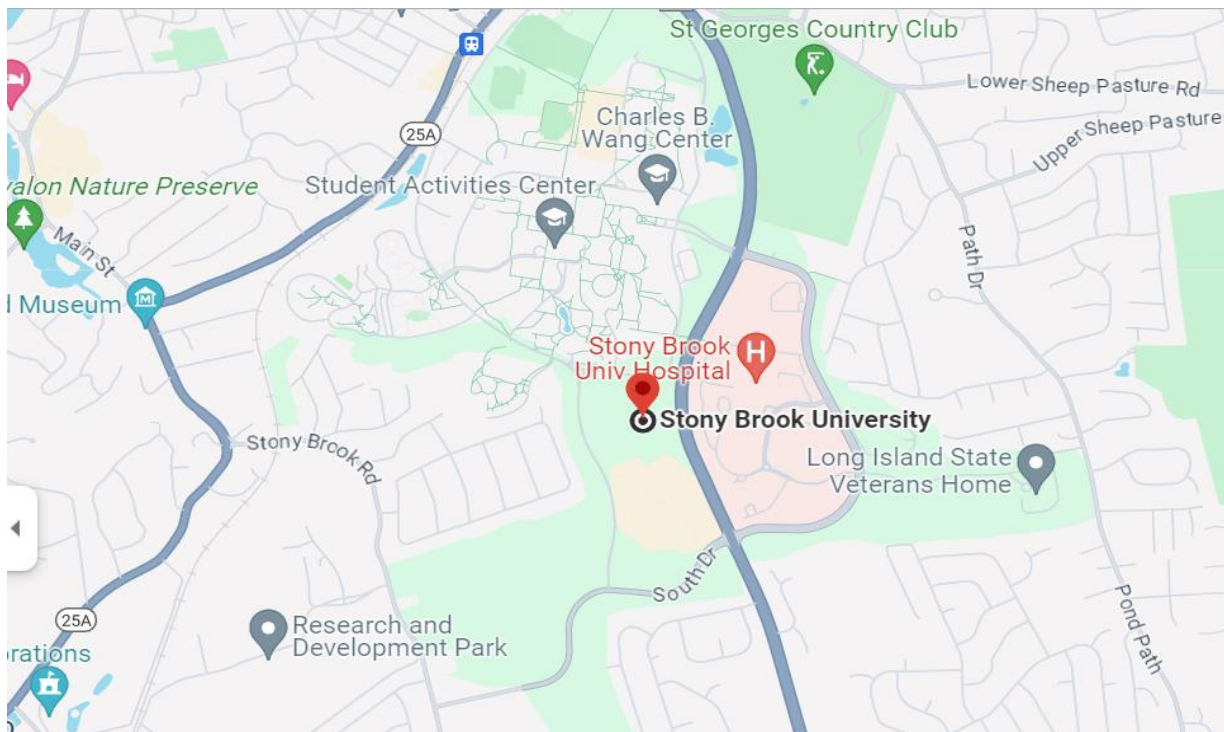 St Georges Country Club
Lower Sheep Pasture Rd
Upper Sheep Pasture
25A
Charles B.
Wang Center
Student Activities Center
valon Nature Preserve
Main St
Path Dr
d Museum
M
H
Stony Brook
Univ Hospital
Stony Brook University
Stony Brook Rd
Long Island State
Veterans Home
South Dr
25A
Research and
Development Park
Pond Path
orations